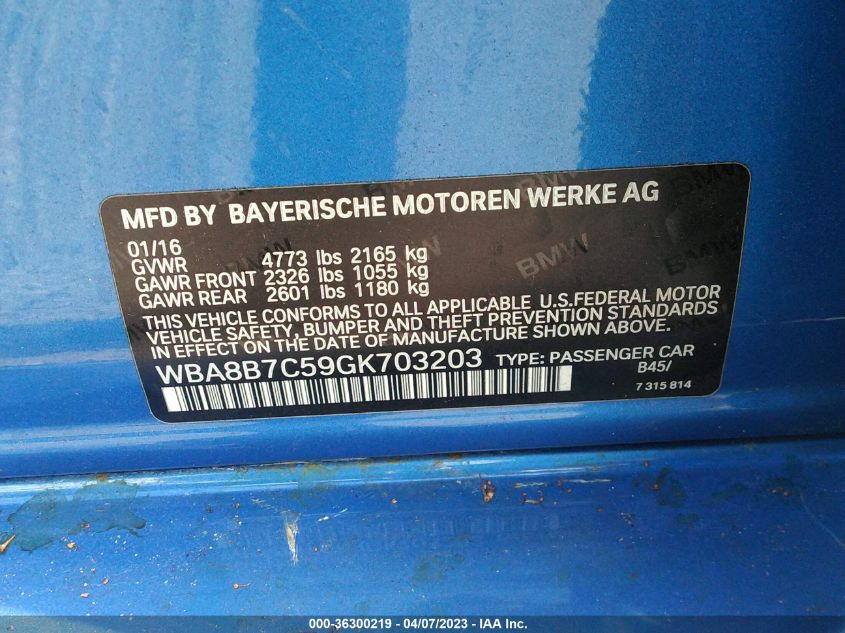 MFD BY BAYERISCHE MOTOREN WERKE AG
01/16
GVWR 4773 lbs 2165 kg
GAWR FRONT 2326 lbs 1055 kg
GAWR REAR 2601 lbs 1180 kg
THIS VEHICLE CONFORMS TO ALL APPLICABLE U.S.FEDERAL MOTOR
VEHICLE SAFETY, BUMPER AND THEFT PREVENTION STANDARDS
IN EFFECT ON THE DATE OF MANUFACTURE SHOWN ABOVE.
WBA8B7C59GK703203 TYPE: PASSENGER CAR
B45/
7 315 814
BMW
BMW
000-36300219 - 04/07/2023 - IAA Inc.